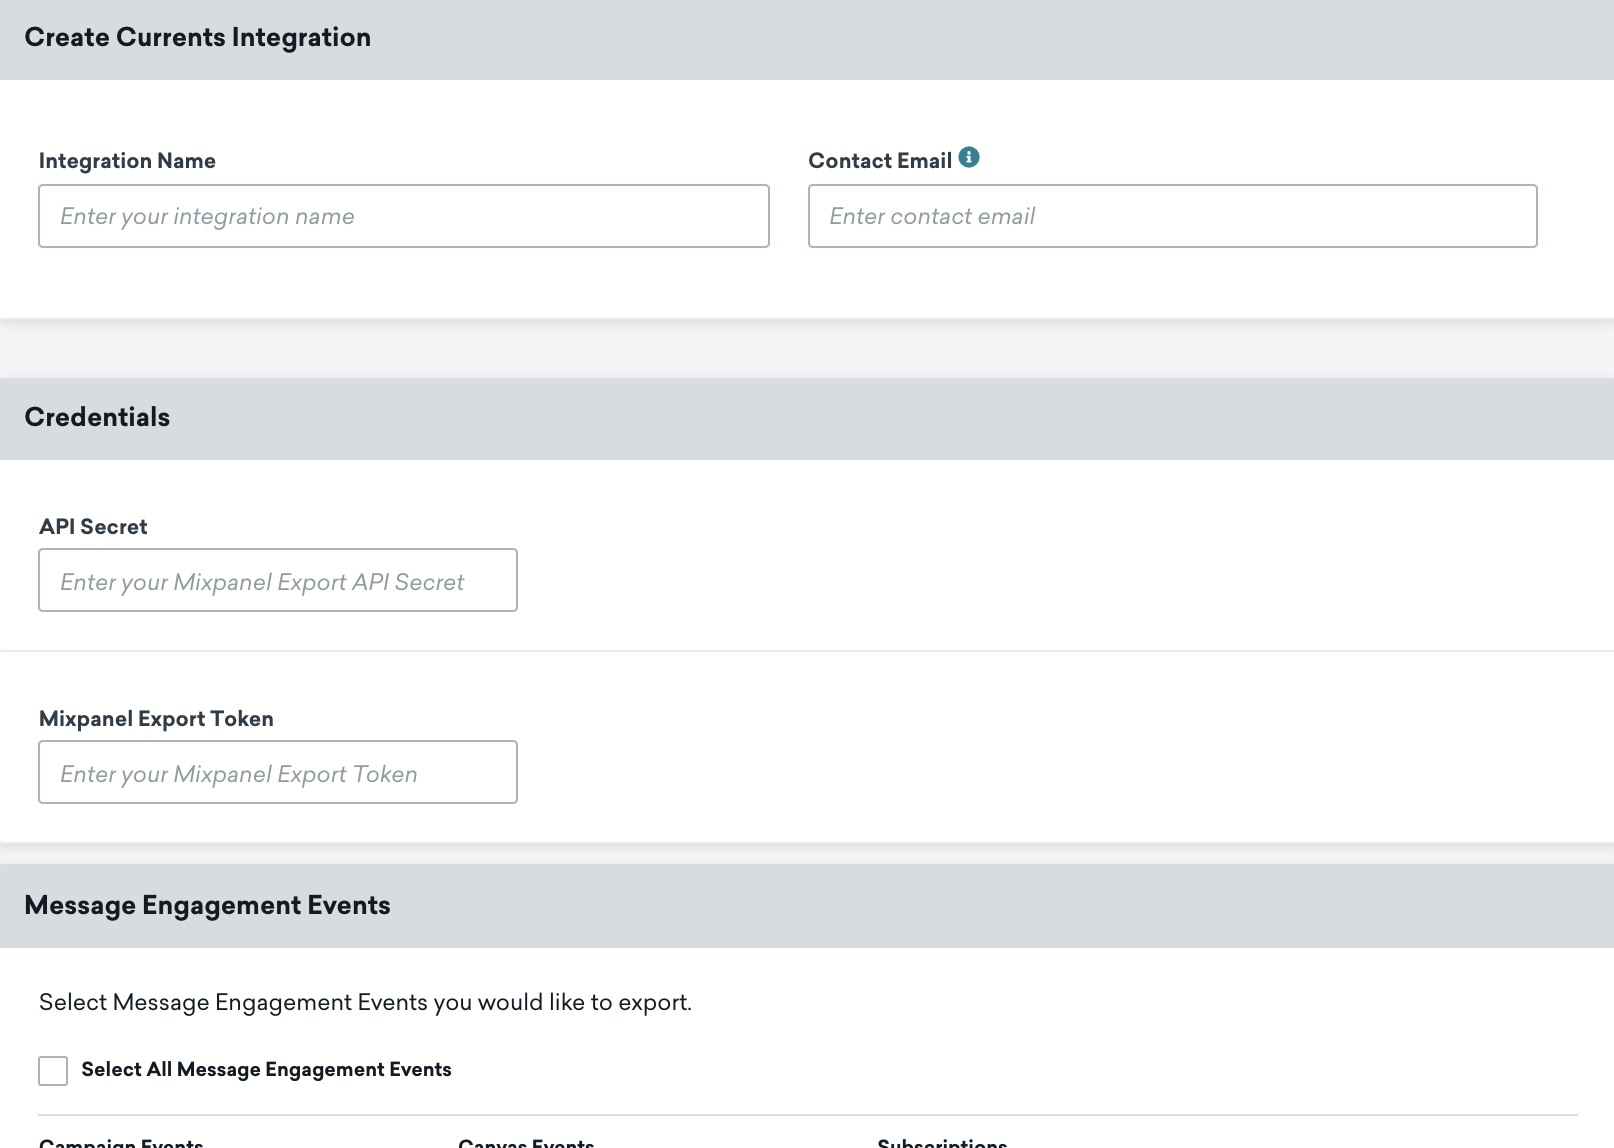 Create Currents Integration
Integration Name
Contact Email
Enter your integration name
Enter contact email
Credentials
API Secret
Enter your Mixpanel Export API Secret
Mixpanel Export Token
Enter your Mixpanel Export Token
Message Engagement Events
Select Message Engagement Events you would like to export.
Select All Message Engagement Events
Campaign Events
Canvas Events
Subscriptions